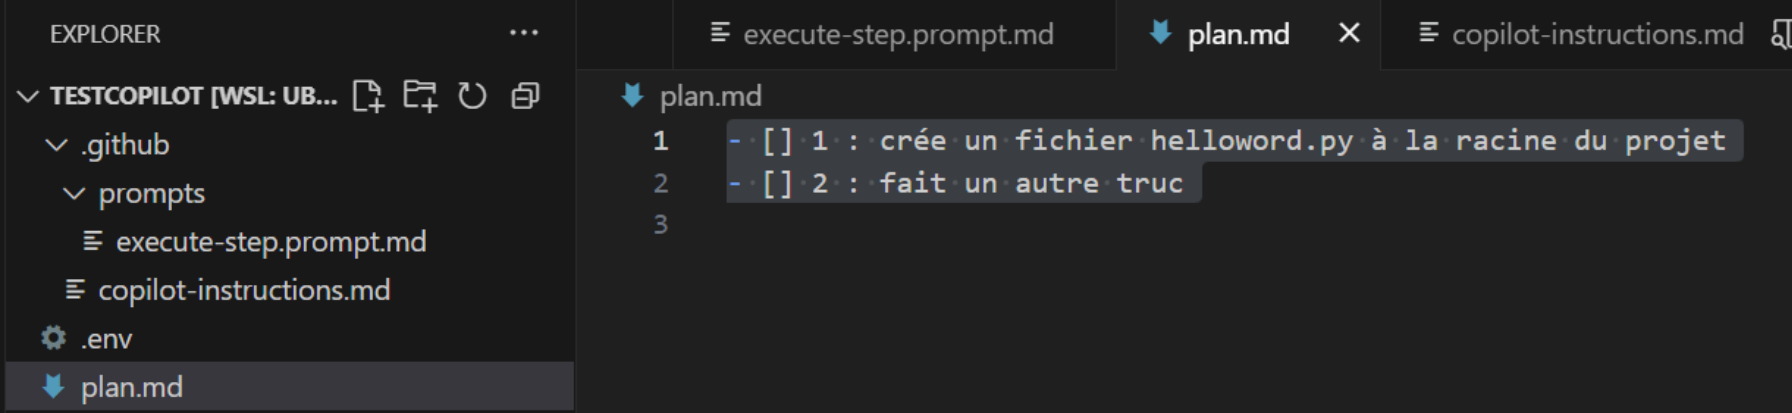 EXPLORER ...
TESTCOPILOT [WSL: UB...
.github
prompts
execute-step.prompt.md
copilot-instructions.md
.env
plan.md
execute-step.prompt.md plan.md copilot-instructions.md
plan.md
1 - [] 1 : crée un fichier helloword.py à la racine du projet
2 - [] 2 : fait un autre truc
3